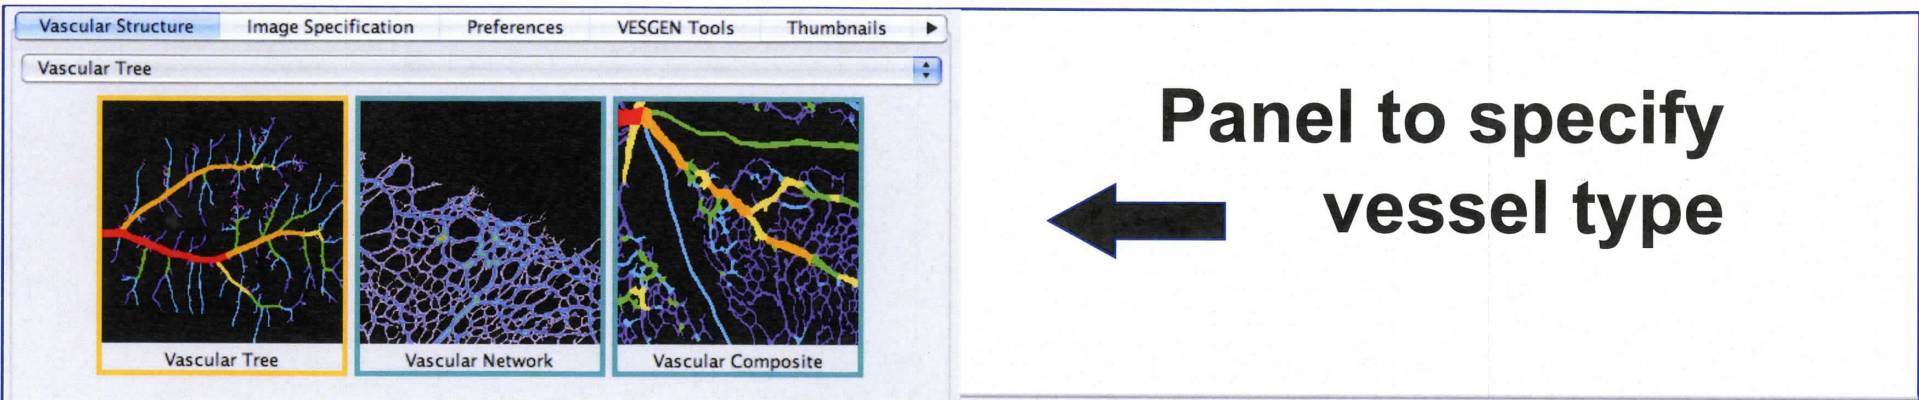 Vascular Structure Image Specification Preferences VESGEN Tools Thumbnails
Vascular Tree
Vascular Tree Vascular Network Vascular Composite
Panel to specify
vessel type